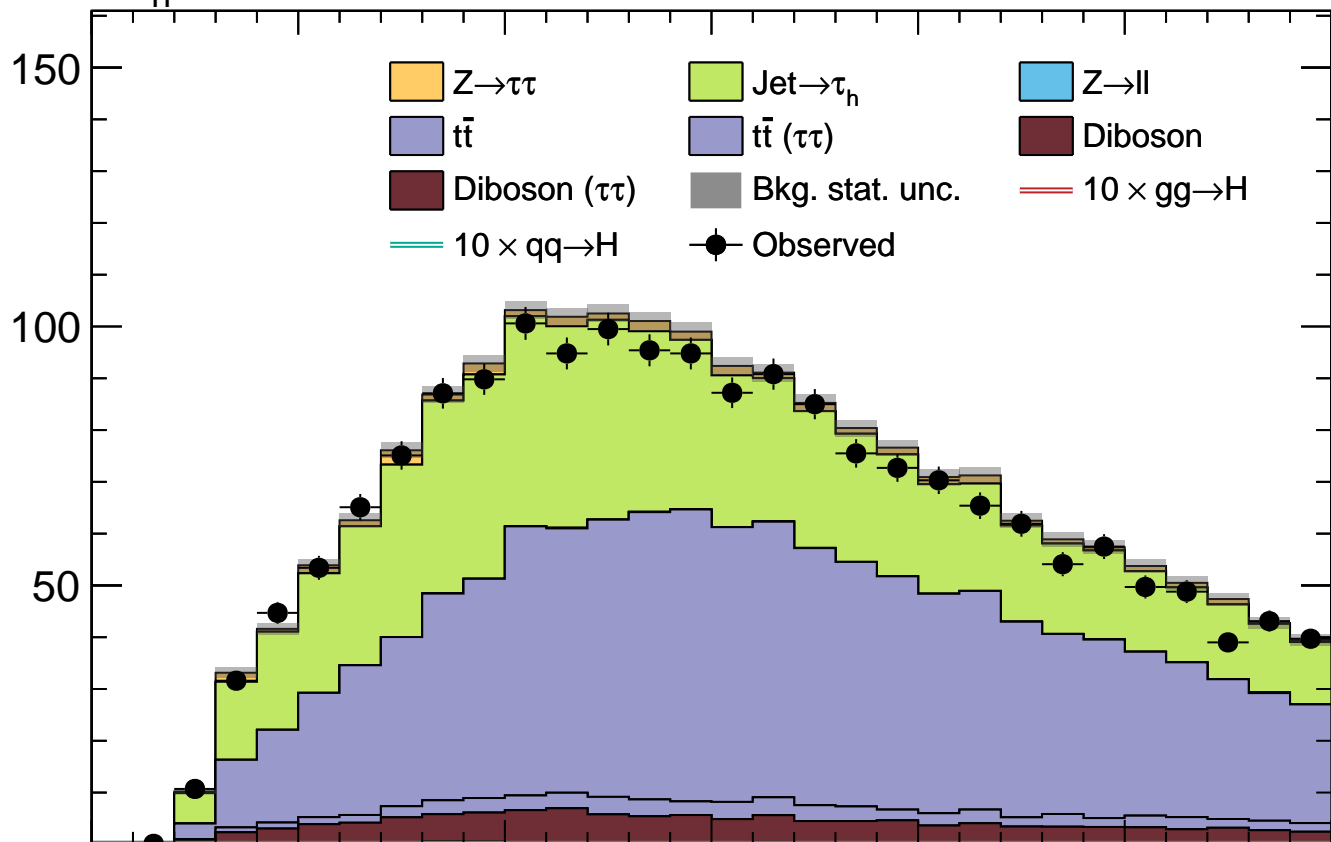 150
Z→ττ Jet→τh Z→ll
tt̄ tt̄ (ττ) Diboson
Diboson (ττ) Bkg. stat. unc. 10 × gg→H
10 × qq→H Observed
100
50